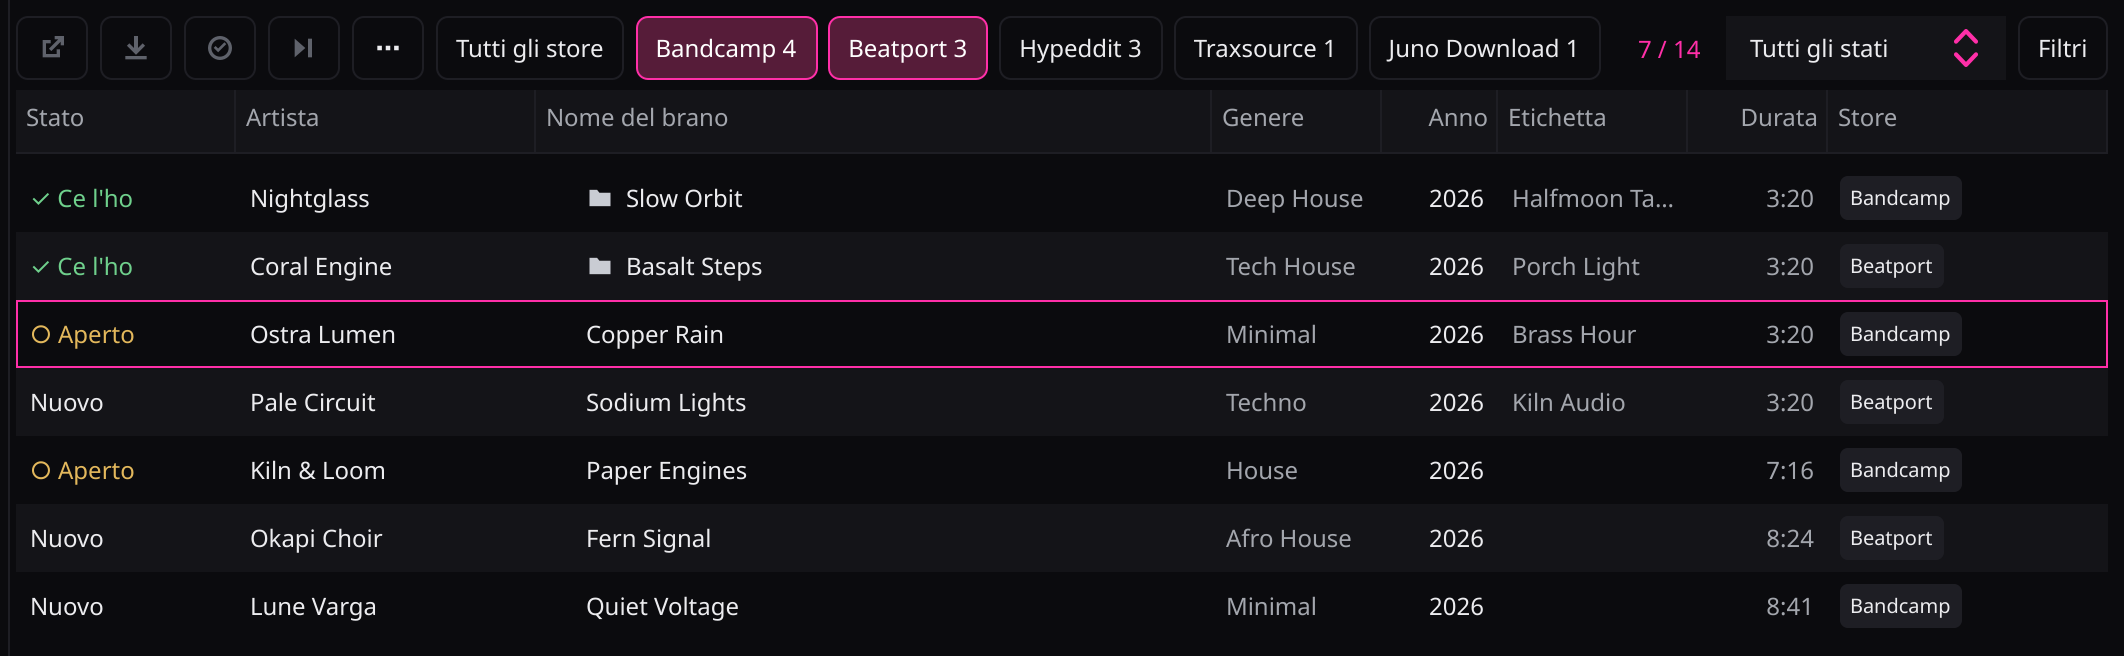 Tutti gli store Bandcamp 4 Beatport 3 Hypeddit 3 Traxsource 1 Juno Download 1 7 / 14 Tutti gli stati Filtri
Stato Artista Nome del brano Genere Anno Etichetta Durata Store
Ce l'ho Nightglass Slow Orbit Deep House 2026 Halfmoon Ta... 3:20 Bandcamp
Ce l'ho Coral Engine Basalt Steps Tech House 2026 Porch Light 3:20 Beatport
Aperto Ostra Lumen Copper Rain Minimal 2026 Brass Hour 3:20 Bandcamp
Nuovo Pale Circuit Sodium Lights Techno 2026 Kiln Audio 3:20 Beatport
Aperto Kiln & Loom Paper Engines House 2026 7:16 Bandcamp
Nuovo Okapi Choir Fern Signal Afro House 2026 8:24 Beatport
Nuovo Lune Varga Quiet Voltage Minimal 2026 8:41 Bandcamp